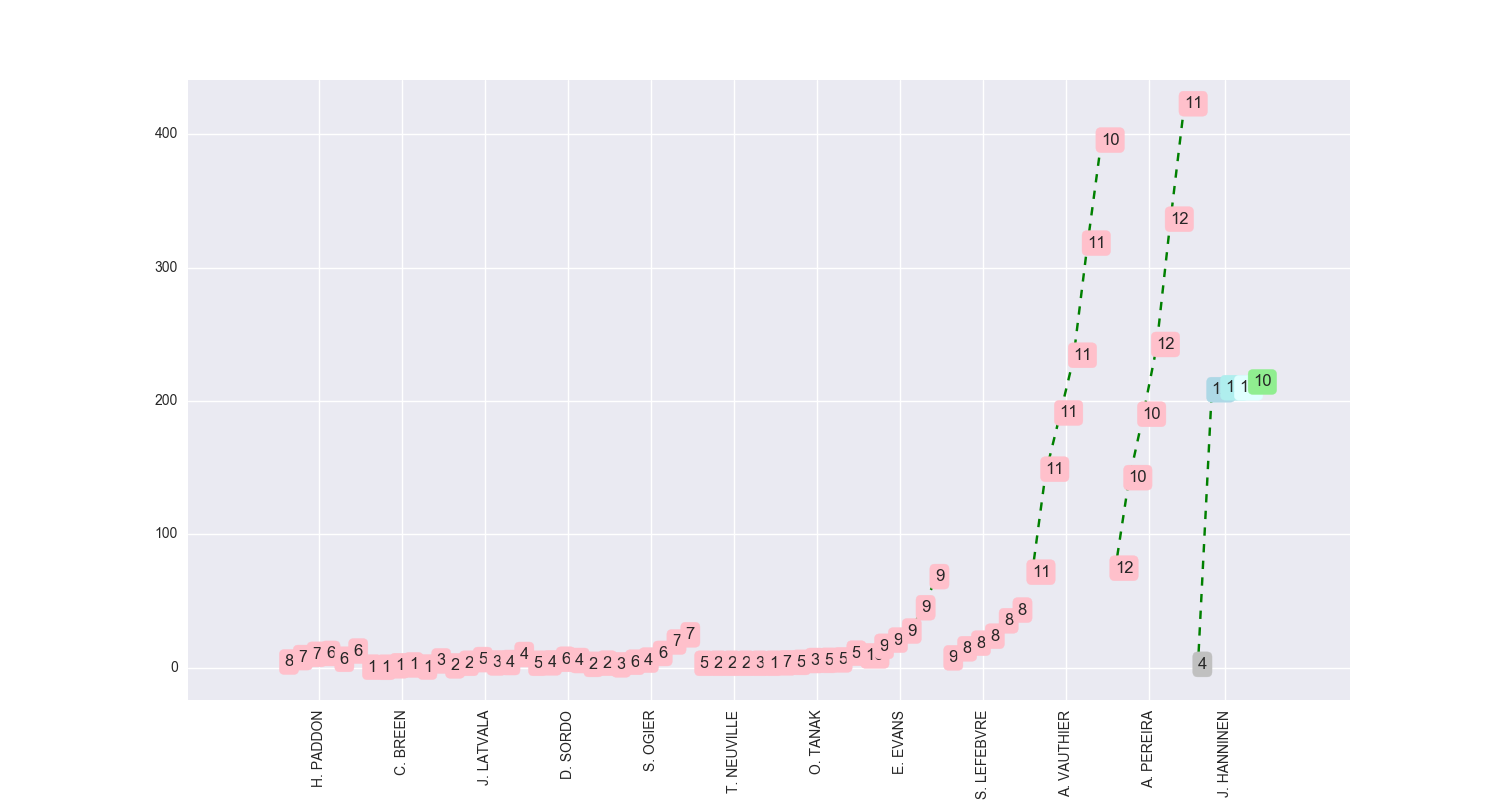 400
300
200
100
0
8 7 7 6 6 6
1 1 1 1 1 3
2 2 5 3 4 4
5 4 6 4 2 2
3 6 4 6 7 7
5 2 2 2 3 1
7 5 3 5 5 5
9 9 9 9 9
9 8 8 8 8 8
11 11 11 11 11 10
12 10 10 12 12 11
4 10
H. PADDON
C. BREEN
J. LATVALA
D. SORDO
S. OGIER
T. NEUVILLE
O. TANAK
E. EVANS
S. LEFEBVRE
A. VAUTHIER
A. PEREIRA
J. HANNINEN